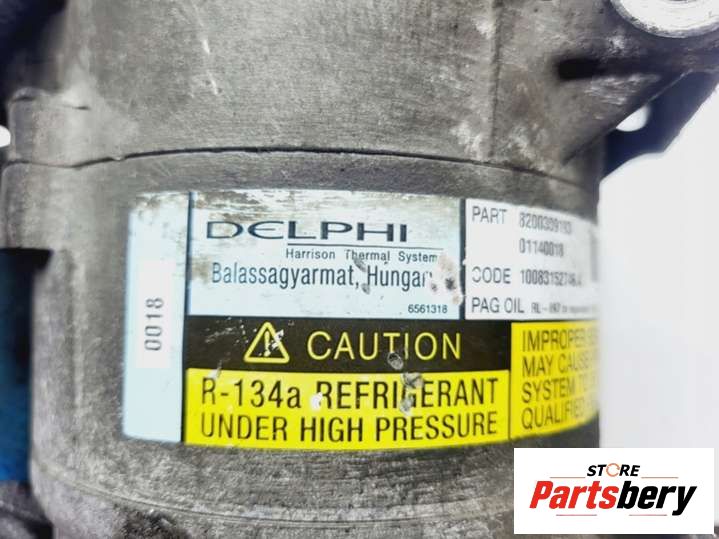 DELPHI
Harrison Thermal System
Balassagyarmat, Hungary
6561318
0018
CAUTION
R-134a REFRIGERANT
UNDER HIGH PRESSURE
PART 8200309193
01140018
CODE
PAG OIL
IMPROPER
MAY CAUSE
SYSTEM TO
QUALIFIED
STORE
Partsbery